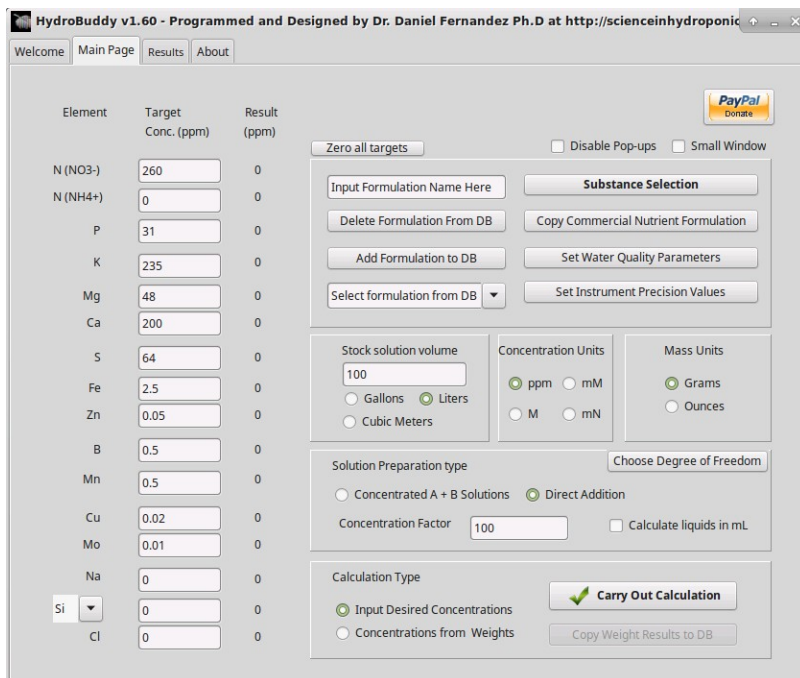 HydroBuddy v1.60 - Programmed and Designed by Dr. Daniel Fernandez Ph.D at http://scienceinhydroponic
Welcome Main Page Results About
PayPal
Donate
Element Target Conc. (ppm) Result (ppm)
Zero all targets Disable Pop-ups Small Window
N (NO3-) 260 0
N (NH4+) 0 0
P 31 0
K 235 0
Mg 48 0
Ca 200 0
S 64 0
Fe 2.5 0
Zn 0.05 0
B 0.5 0
Mn 0.5 0
Cu 0.02 0
Mo 0.01 0
Na 0 0
Si 0 0
Cl 0 0
Input Formulation Name Here Substance Selection
Delete Formulation From DB Copy Commercial Nutrient Formulation
Add Formulation to DB Set Water Quality Parameters
Select formulation from DB Set Instrument Precision Values
Stock solution volume
100
Gallons Liters
Cubic Meters
Concentration Units
ppm mM
M mN
Mass Units
Grams
Ounces
Solution Preparation type Choose Degree of Freedom
Concentrated A + B Solutions Direct Addition
Concentration Factor 100 Calculate liquids in mL
Calculation Type
Input Desired Concentrations Carry Out Calculation
Concentrations from Weights Copy Weight Results to DB